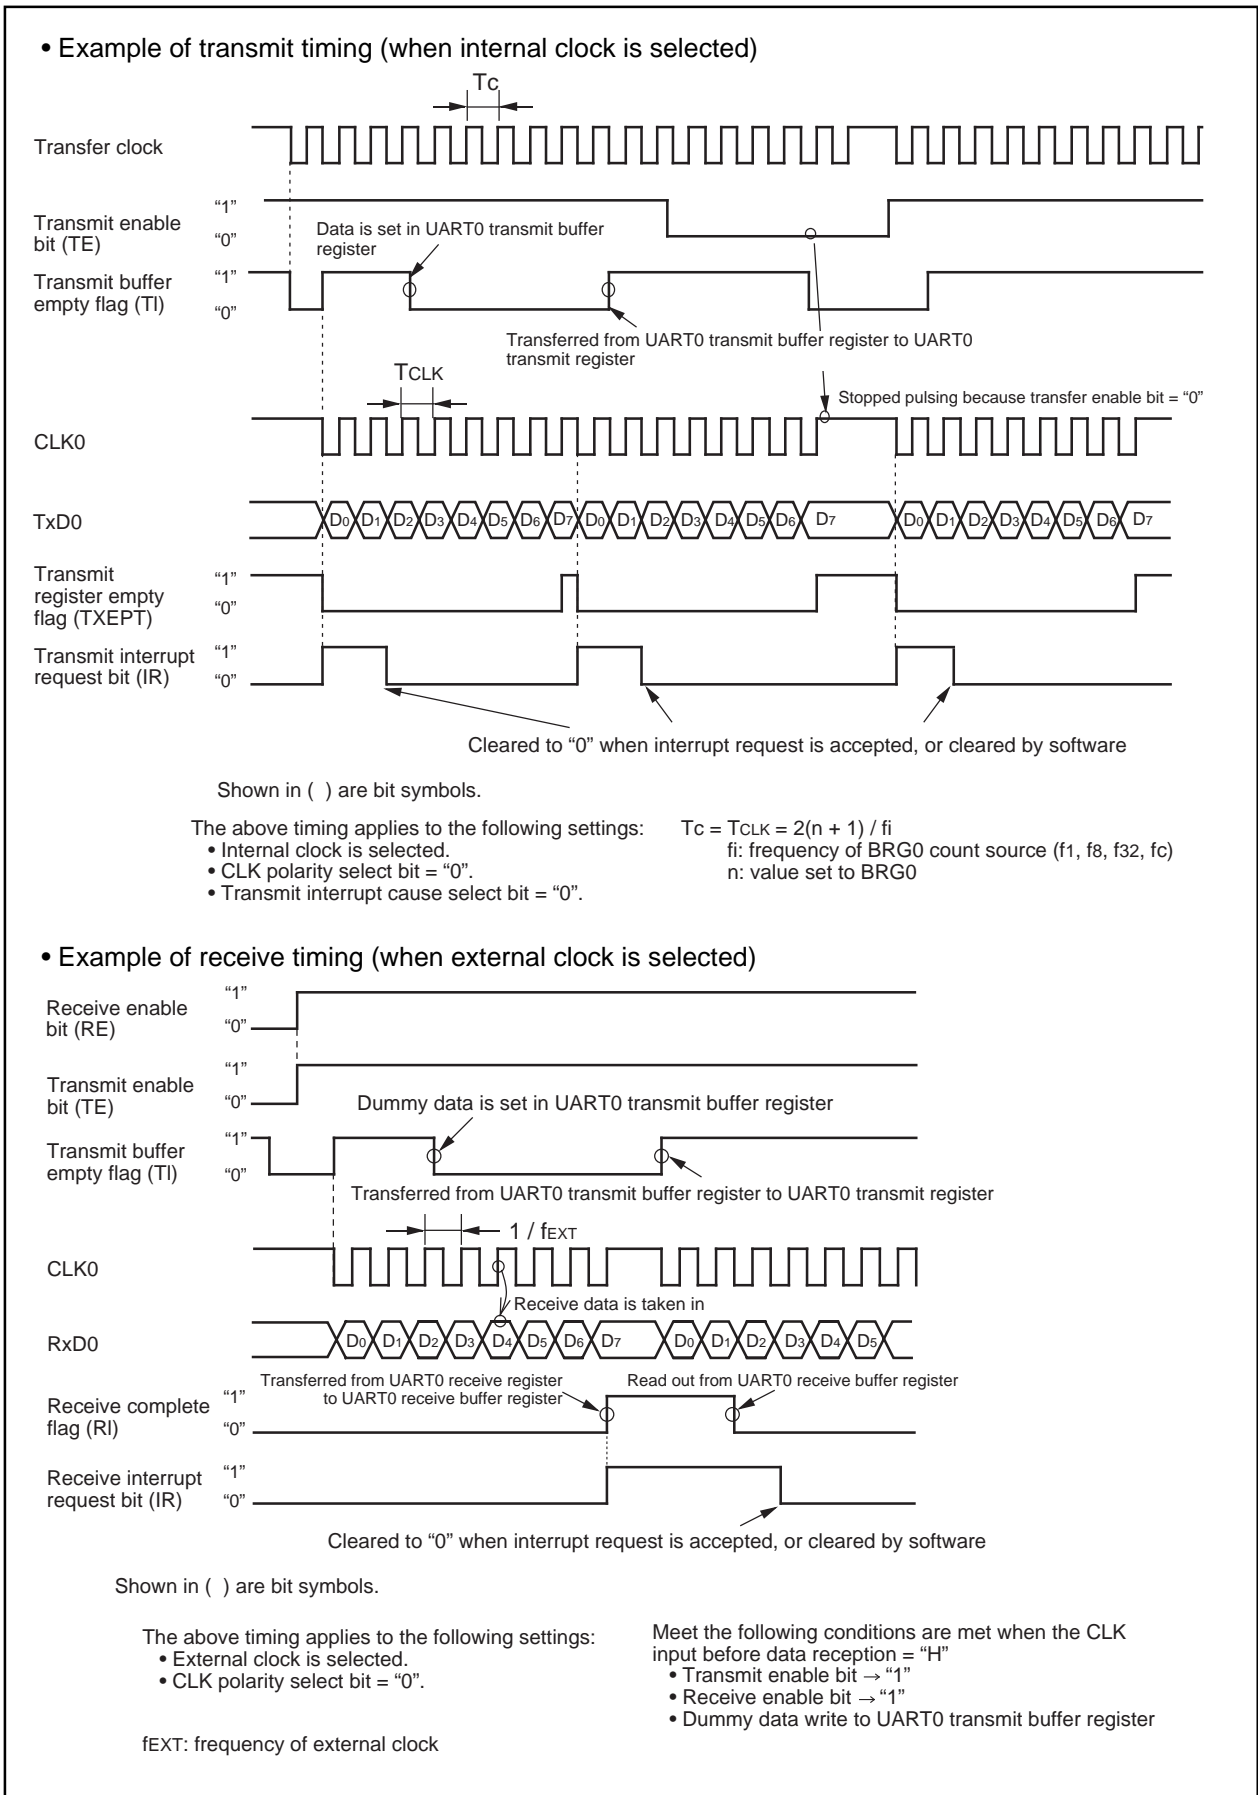 • Example of transmit timing (when internal clock is selected)
Tc
Transfer clock
Transmit enable
bit (TE)
“1”
“0”
Data is set in UART0 transmit buffer
register
Transmit buffer
empty flag (Tl)
“1”
“0”
Transferred from UART0 transmit buffer register to UART0
transmit register
TCLK
Stopped pulsing because transfer enable bit = “0”
CLK0
TxD0
D0 D1 D2 D3 D4 D5 D6 D7 D0 D1 D2 D3 D4 D5 D6 D7 D0 D1 D2 D3 D4 D5 D6 D7
Transmit
register empty
flag (TXEPT)
“1”
“0”
Transmit interrupt
request bit (IR)
“1”
“0”
Cleared to “0” when interrupt request is accepted, or cleared by software
Shown in ( ) are bit symbols.
The above timing applies to the following settings:
• Internal clock is selected.
• CLK polarity select bit = “0”.
• Transmit interrupt cause select bit = “0”.
Tc = TCLK = 2(n + 1) / fi
fi: frequency of BRG0 count source (f1, f8, f32, fc)
n: value set to BRG0
• Example of receive timing (when external clock is selected)
Receive enable
bit (RE)
“1”
“0”
Transmit enable
bit (TE)
“1”
“0”
Dummy data is set in UART0 transmit buffer register
Transmit buffer
empty flag (Tl)
“1”
“0”
Transferred from UART0 transmit buffer register to UART0 transmit register
1 / fEXT
CLK0
Receive data is taken in
RxD0
D0 D1 D2 D3 D4 D5 D6 D7 D0 D1 D2 D3 D4 D5
Transferred from UART0 receive register
to UART0 receive buffer register
Read out from UART0 receive buffer register
Receive complete
flag (Rl)
“1”
“0”
Receive interrupt
request bit (IR)
“1”
“0”
Cleared to “0” when interrupt request is accepted, or cleared by software
Shown in ( ) are bit symbols.
The above timing applies to the following settings:
• External clock is selected.
• CLK polarity select bit = “0”.
fEXT: frequency of external clock
Meet the following conditions are met when the CLK
input before data reception = “H”
• Transmit enable bit → “1”
• Receive enable bit → “1”
• Dummy data write to UART0 transmit buffer register